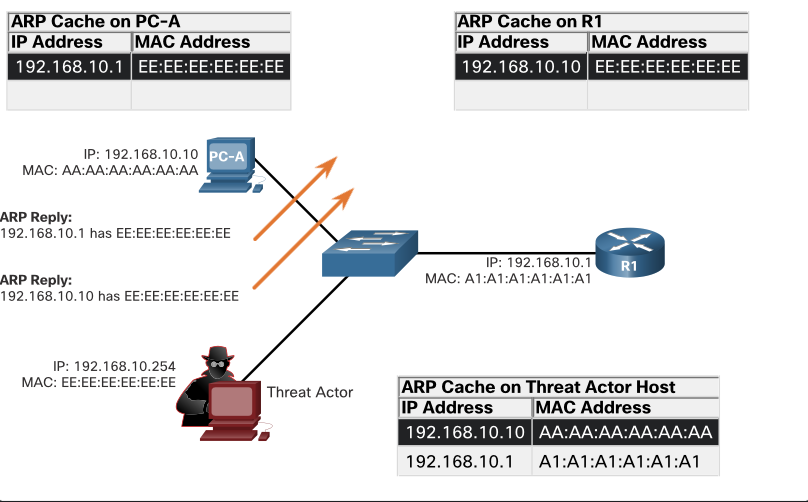 ARP Cache on PC-A
IP Address MAC Address
192.168.10.1 EE:EE:EE:EE:EE:EE
ARP Cache on R1
IP Address MAC Address
192.168.10.10 EE:EE:EE:EE:EE:EE
IP: 192.168.10.10
MAC: AA:AA:AA:AA:AA:AA
PC-A
ARP Reply:
192.168.10.1 has EE:EE:EE:EE:EE:EE
ARP Reply:
192.168.10.10 has EE:EE:EE:EE:EE:EE
IP: 192.168.10.1
MAC: A1:A1:A1:A1:A1:A1
R1
IP: 192.168.10.254
MAC: EE:EE:EE:EE:EE:EE
Threat Actor
ARP Cache on Threat Actor Host
IP Address MAC Address
192.168.10.10 AA:AA:AA:AA:AA:AA
192.168.10.1 A1:A1:A1:A1:A1:A1